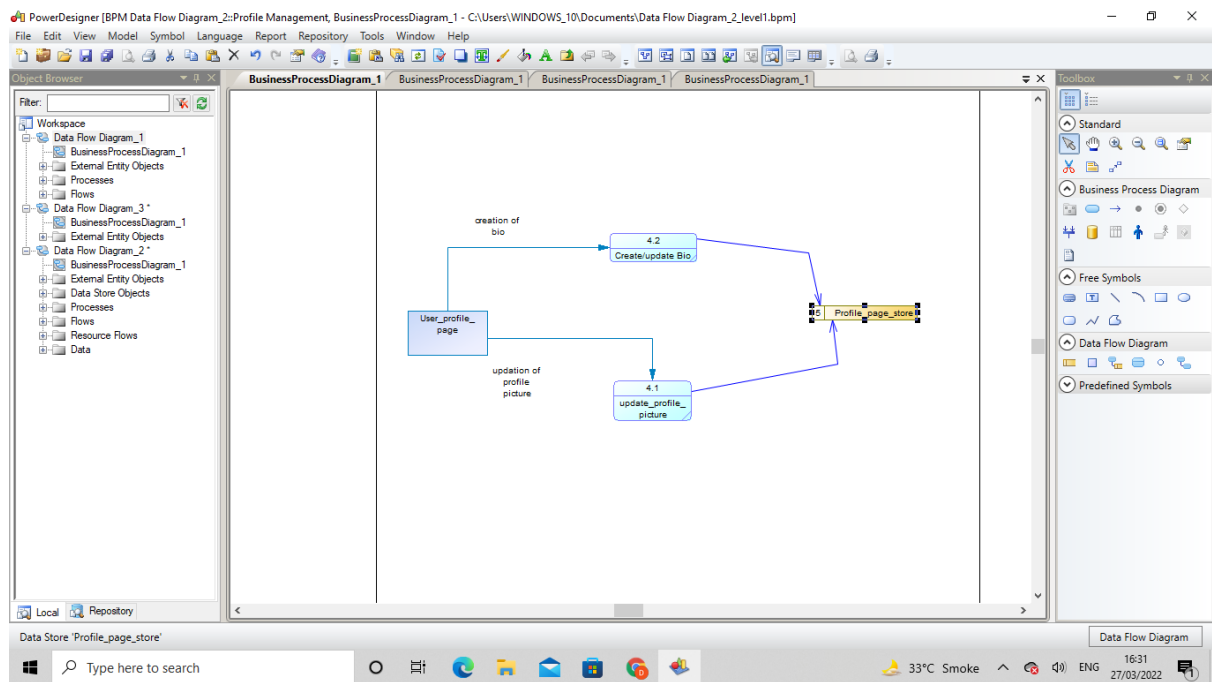 PowerDesigner [BPM Data Flow Diagram_2::Profile Management, BusinessProcessDiagram_1 - C:\Users\WINDOWS_10\Documents\Data Flow Diagram_2_level1.bpm]
File Edit View Model Symbol Language Report Repository Tools Window Help
Object Browser
BusinessProcessDiagram_1 BusinessProcessDiagram_1 BusinessProcessDiagram_1 BusinessProcessDiagram_1
Toolbox
Filter:
Workspace
Data Flow Diagram_1
BusinessProcessDiagram_1
External Entity Objects
Processes
Flows
Data Flow Diagram_3 *
BusinessProcessDiagram_1
External Entity Objects
Data Flow Diagram_2 *
BusinessProcessDiagram_1
External Entity Objects
Data Store Objects
Processes
Flows
Resource Flows
Data
creation of
bio
4.2
Create/update Bio
User_profile_
page
5 Profile_page_store
updation of
profile
picture
4.1
update_profile_
picture
Standard
Business Process Diagram
Free Symbols
Data Flow Diagram
Predefined Symbols
Local Repository
Data Store 'Profile_page_store'
Data Flow Diagram
Type here to search
33°C Smoke
ENG
16:31
27/03/2022
1